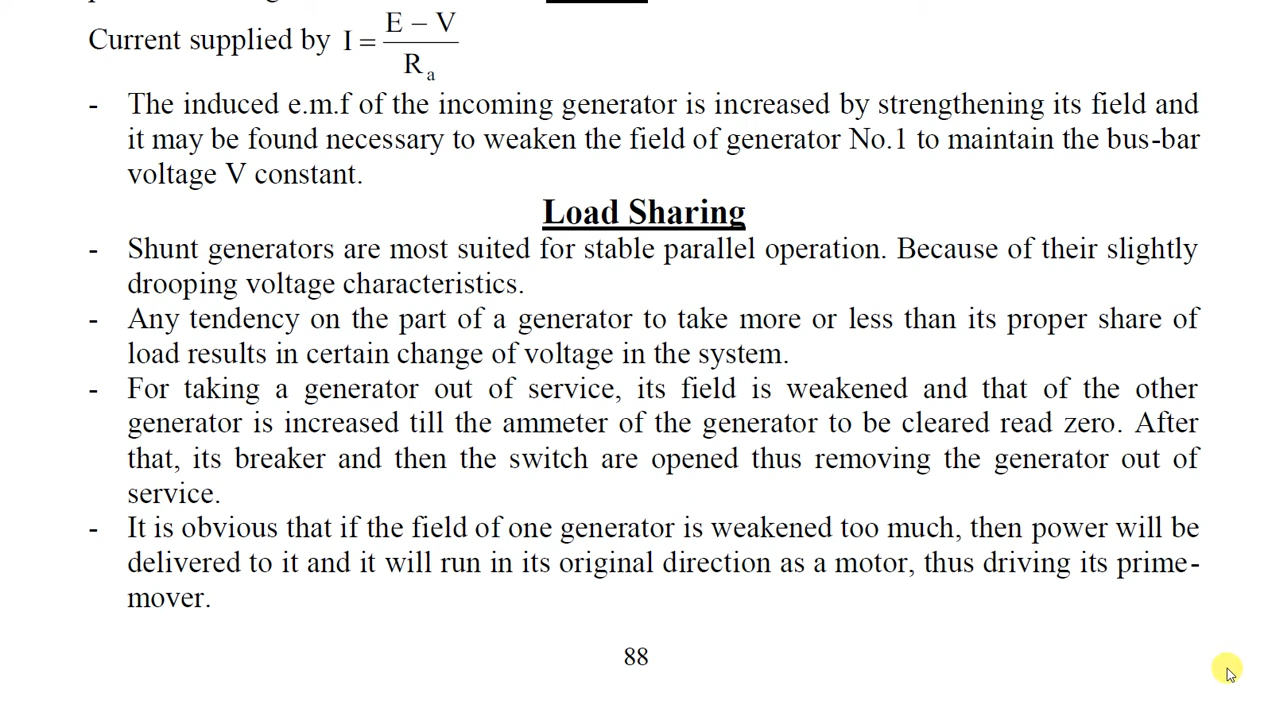 Current supplied by I = E – V / Ra
- The induced e.m.f of the incoming generator is increased by strengthening its field and
it may be found necessary to weaken the field of generator No.1 to maintain the bus-bar
voltage V constant.
Load Sharing
- Shunt generators are most suited for stable parallel operation. Because of their slightly
drooping voltage characteristics.
- Any tendency on the part of a generator to take more or less than its proper share of
load results in certain change of voltage in the system.
- For taking a generator out of service, its field is weakened and that of the other
generator is increased till the ammeter of the generator to be cleared read zero. After
that, its breaker and then the switch are opened thus removing the generator out of
service.
- It is obvious that if the field of one generator is weakened too much, then power will be
delivered to it and it will run in its original direction as a motor, thus driving its prime-
mover.
88